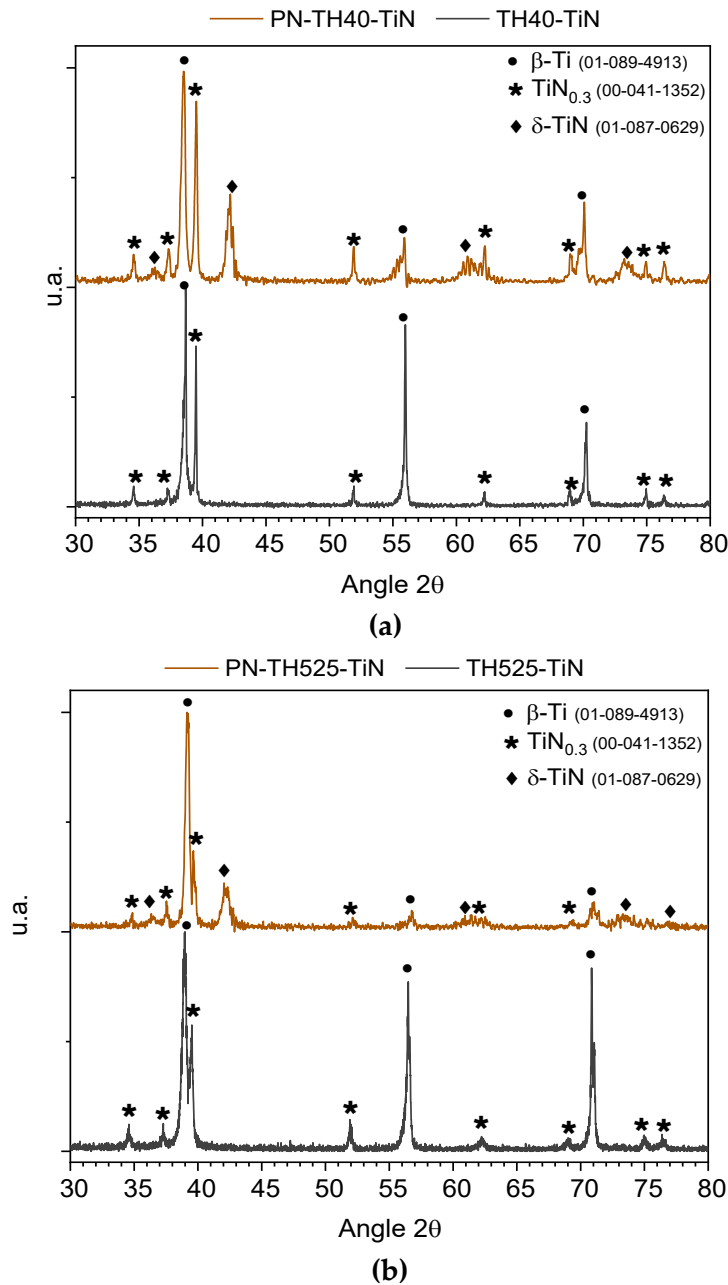 PN-TH40-TiN TH40-TiN
β-Ti (01-089-4913)
TiN0.3 (00-041-1352)
δ-TiN (01-087-0629)
u.a.
30 35 40 45 50 55 60 65 70 75 80
Angle 2θ
(a)
PN-TH525-TiN TH525-TiN
β-Ti (01-089-4913)
TiN0.3 (00-041-1352)
δ-TiN (01-087-0629)
u.a.
30 35 40 45 50 55 60 65 70 75 80
Angle 2θ
(b)